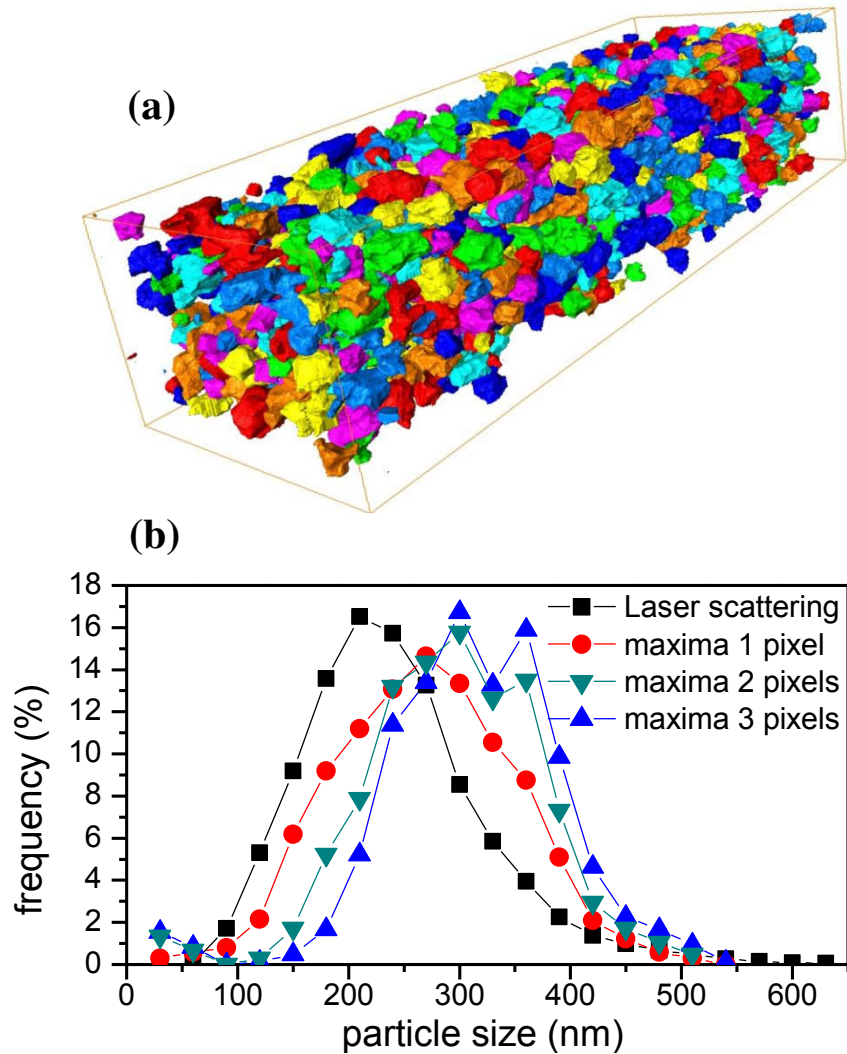 (a)
(b)
18
16
14
12
10
8
6
4
2
0
frequency (%)
Laser scattering
maxima 1 pixel
maxima 2 pixels
maxima 3 pixels
0 100 200 300 400 500 600
particle size (nm)